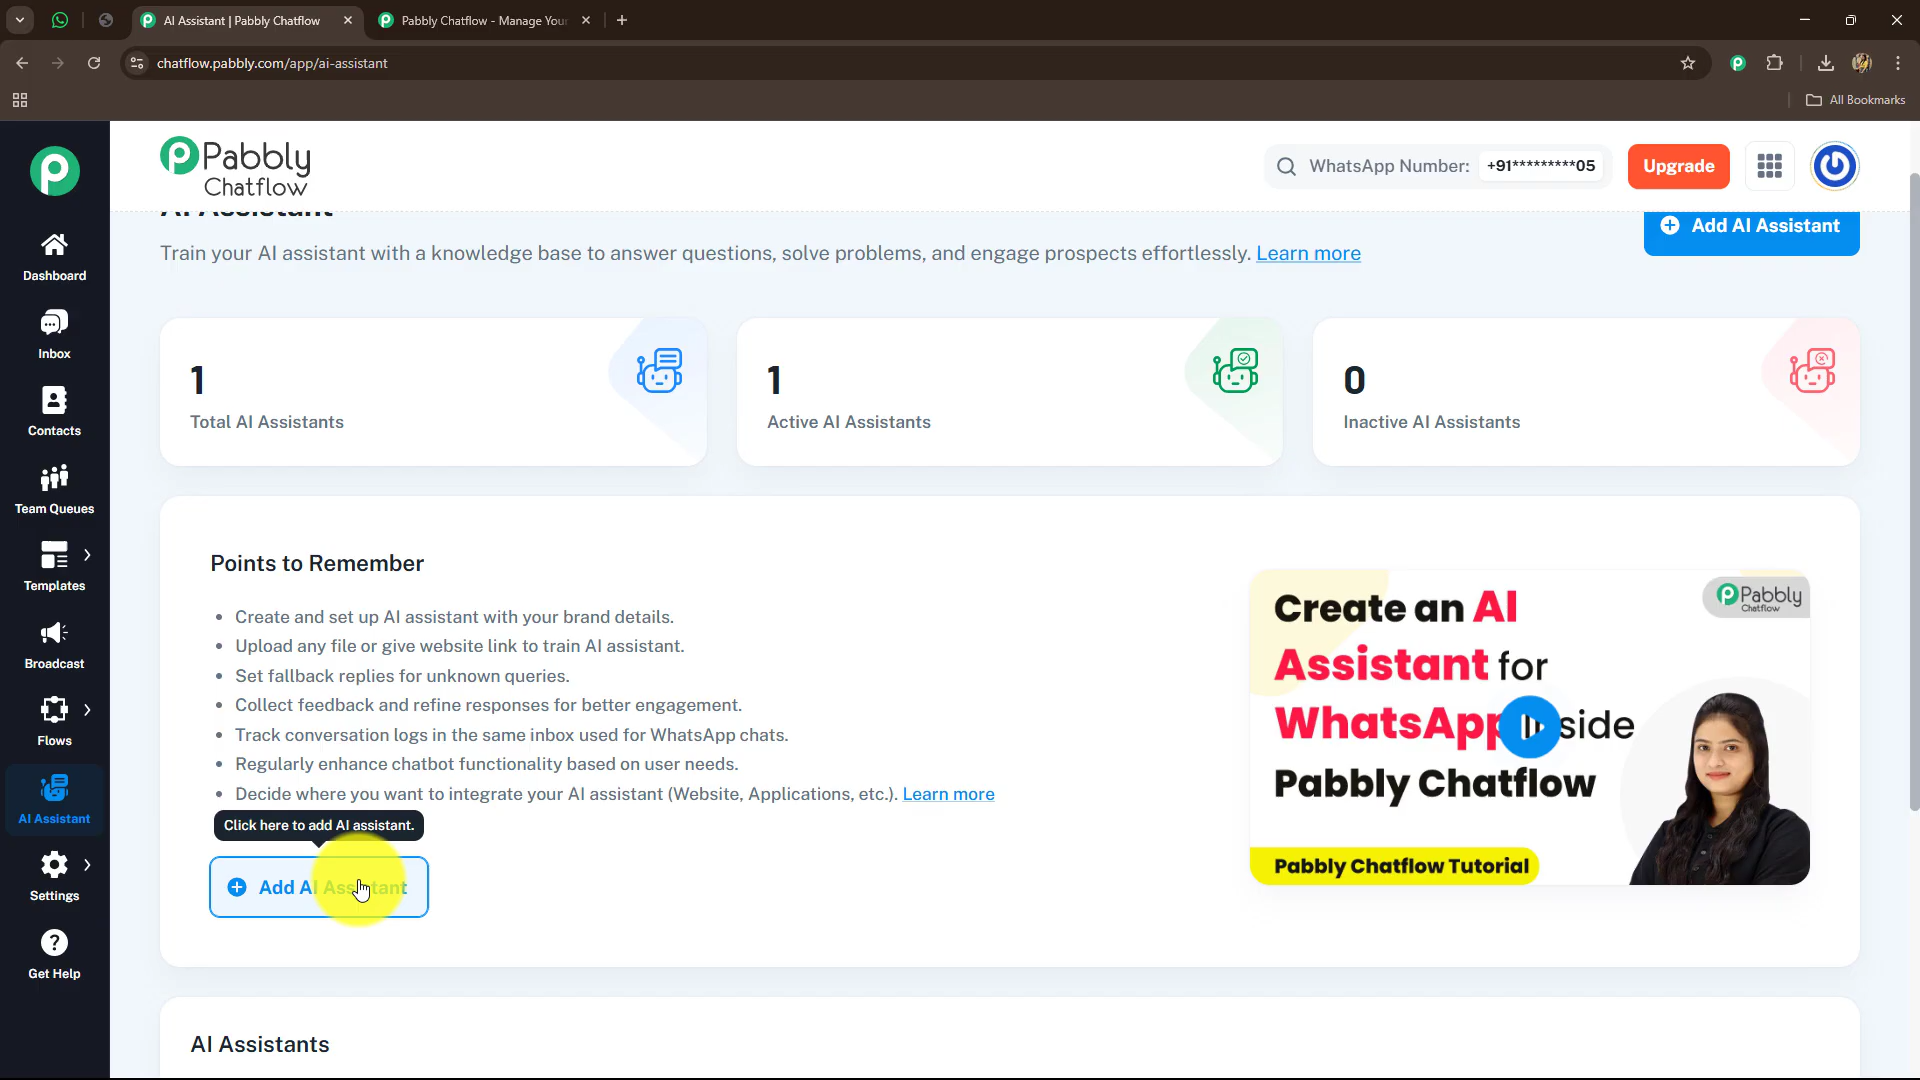 AI Assistant | Pabbly Chatflow
Pabbly Chatflow - Manage You
chatflow.pabbly.com/app/ai-assistant
All Bookmarks
Pabbly
Chatflow
WhatsApp Number: +91*********05
Upgrade
Dashboard
Inbox
Contacts
Team Queues
Templates
Broadcast
Flows
AI Assistant
Settings
Get Help
AI Assistant
Train your AI assistant with a knowledge base to answer questions, solve problems, and engage prospects effortlessly. Learn more
Add AI Assistant
1
Total AI Assistants
1
Active AI Assistants
0
Inactive AI Assistants
Points to Remember
• Create and set up AI assistant with your brand details.
• Upload any file or give website link to train AI assistant.
• Set fallback replies for unknown queries.
• Collect feedback and refine responses for better engagement.
• Track conversation logs in the same inbox used for WhatsApp chats.
• Regularly enhance chatbot functionality based on user needs.
• Decide where you want to integrate your AI assistant (Website, Applications, etc.). Learn more
Click here to add AI assistant.
Add AI Assistant
Pabbly
Chatflow
Create an AI
Assistant for
WhatsApp Inside
Pabbly Chatflow
Pabbly Chatflow Tutorial
AI Assistants